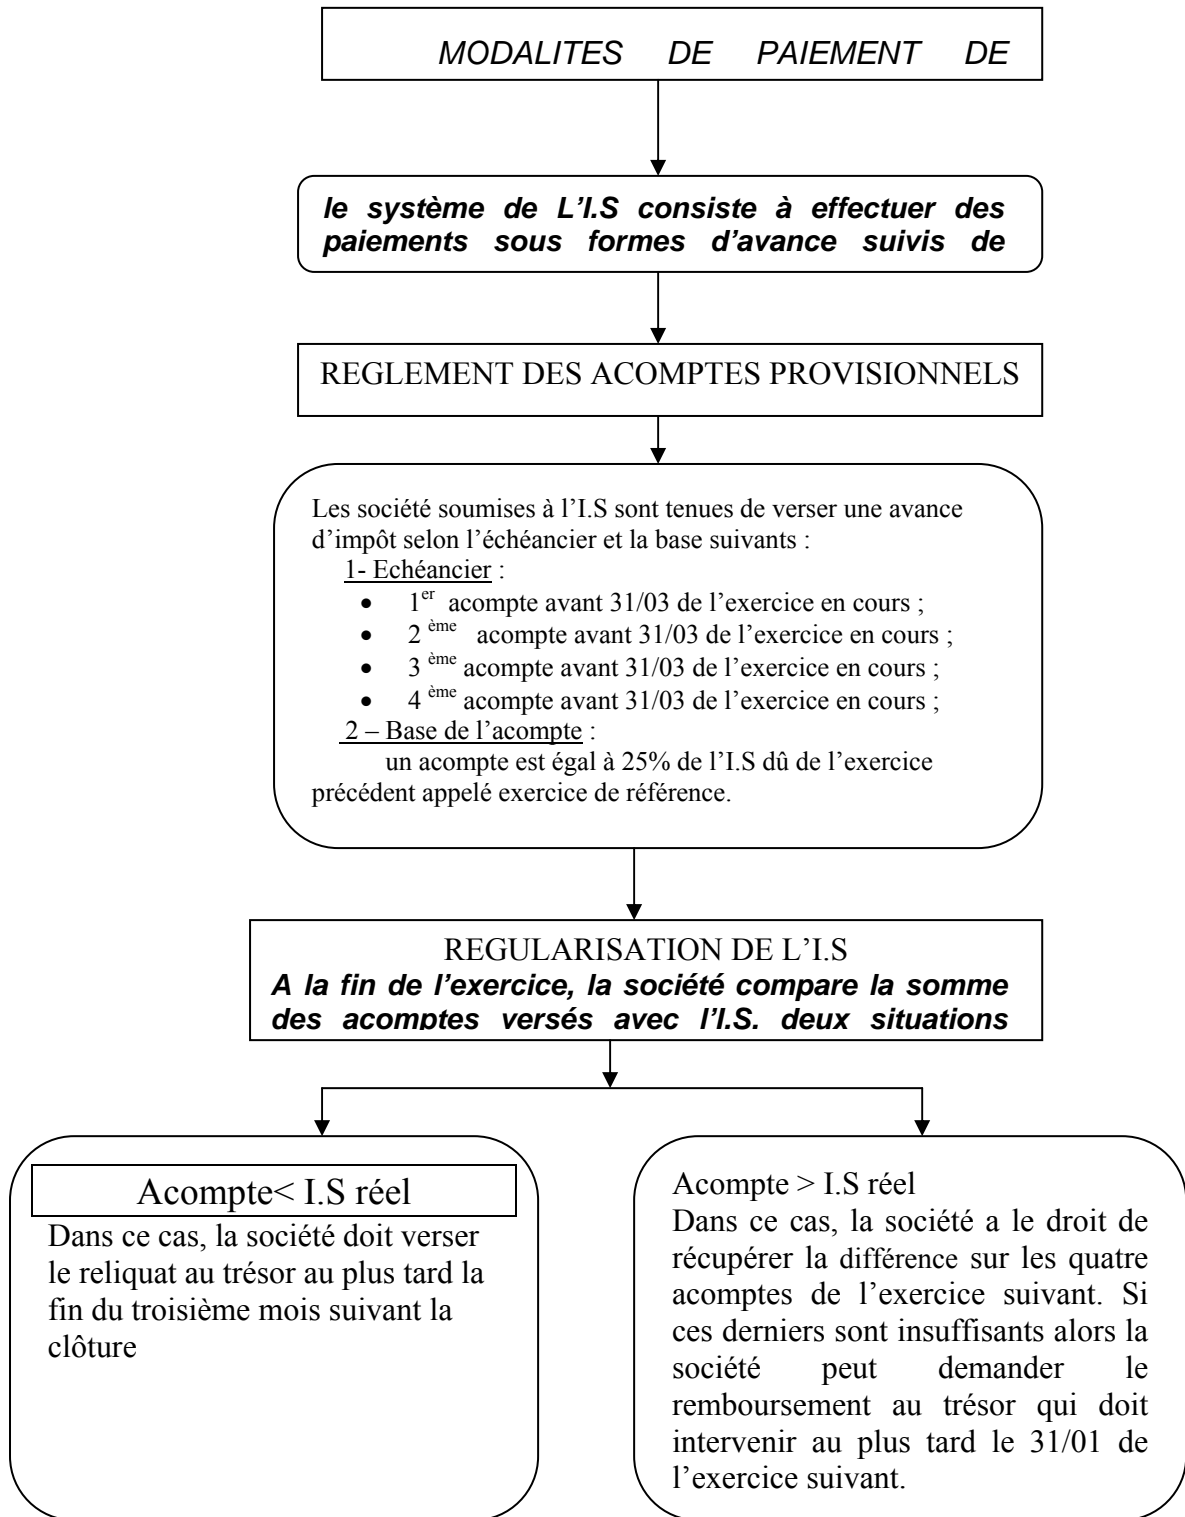 MODALITES DE PAIEMENT DE
le système de L’I.S consiste à effectuer des
paiements sous formes d’avance suivis de
REGLEMENT DES ACOMPTES PROVISIONNELS
Les société soumises à l’I.S sont tenues de verser une avance
d’impôt selon l’échéancier et la base suivants :
1- Echéancier :
• 1er acompte avant 31/03 de l’exercice en cours ;
• 2 ème acompte avant 31/03 de l’exercice en cours ;
• 3 ème acompte avant 31/03 de l’exercice en cours ;
• 4 ème acompte avant 31/03 de l’exercice en cours ;
2 – Base de l’acompte :
un acompte est égal à 25% de l’I.S dû de l’exercice
précédent appelé exercice de référence.
REGULARISATION DE L’I.S
A la fin de l’exercice, la société compare la somme
des acomptes versés avec l’I.S. deux situations
Acompte< I.S réel
Dans ce cas, la société doit verser
le reliquat au trésor au plus tard la
fin du troisième mois suivant la
clôture
Acompte > I.S réel
Dans ce cas, la société a le droit de
récupérer la différence sur les quatre
acomptes de l’exercice suivant. Si
ces derniers sont insuffisants alors la
société peut demander le
remboursement au trésor qui doit
intervenir au plus tard le 31/01 de
l’exercice suivant.